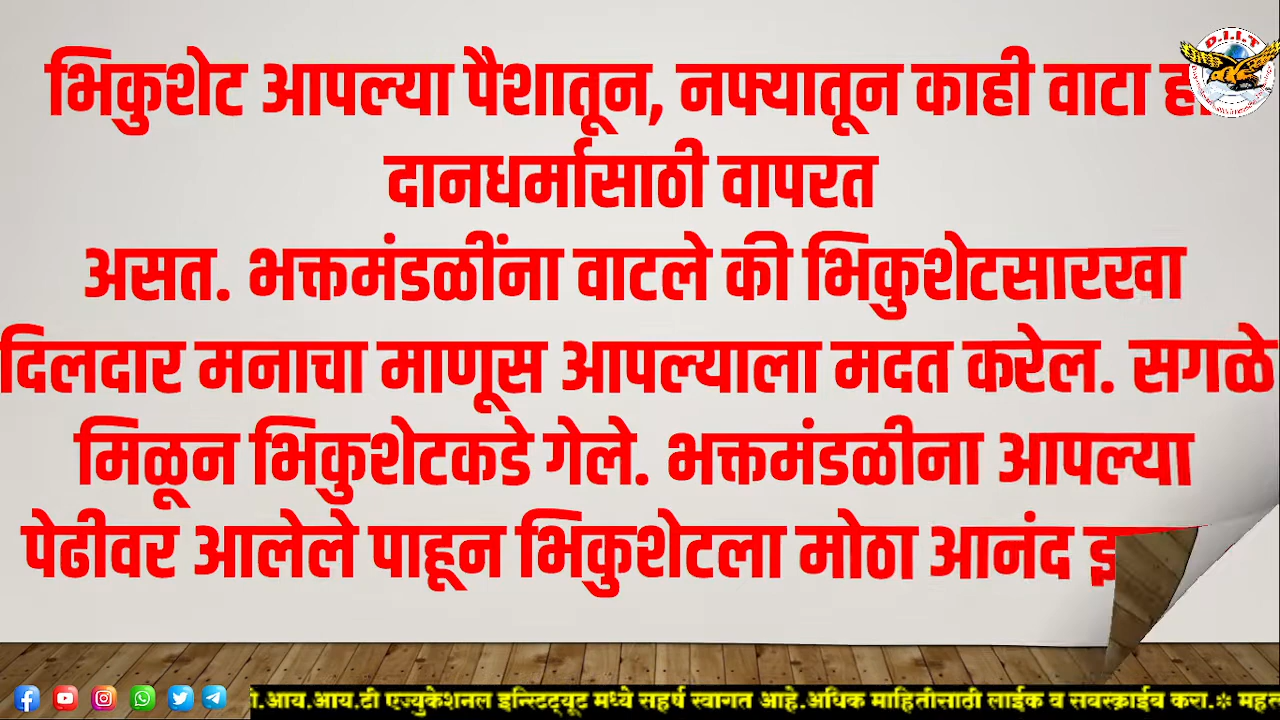 भिकुशेट आपल्या पैशातून, नफ्यातून काही वाटा
दानधर्मासाठी वापरत
असत. भक्तमंडळींना वाटले की भिकुशेटसारखा
दिलदार मनाचा माणूस आपल्याला मदत करेल. सगळे
मिळून भिकुशेटकडे गेले. भक्तमंडळीना आपल्या
पेढीवर आलेले पाहून भिकुशेटला मोठा आनंद
D.I.I.T
.आय.आय.टी एज्युकेशनल इन्स्टिट्यूट मध्ये सहर्ष स्वागत आहे.अधिक माहितीसाठी लाईक व सबस्क्राईब करा.*